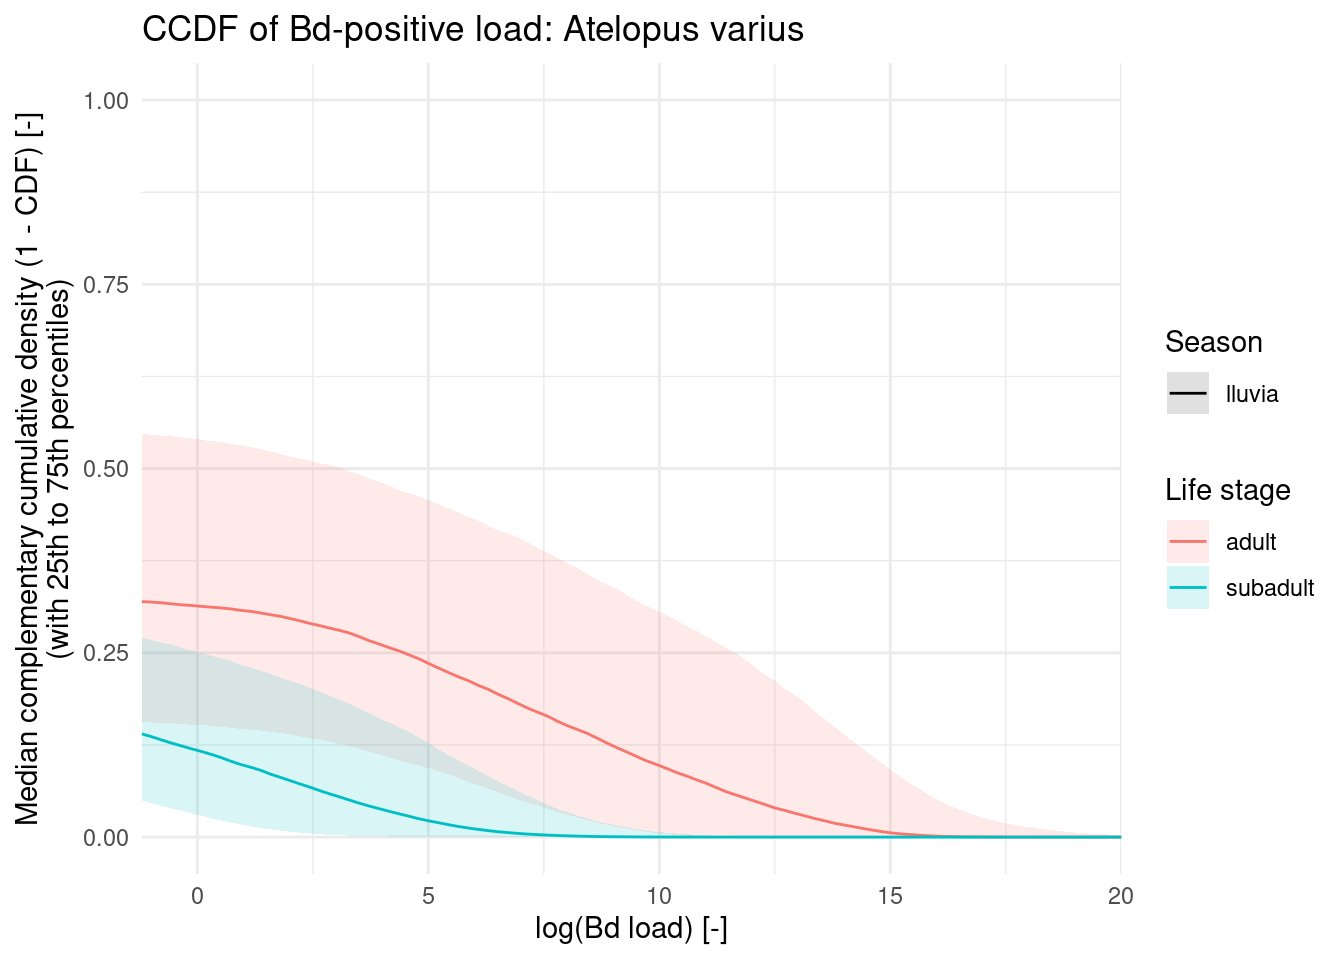 CCDF of Bd-positive load: Atelopus varius
Median complementary cumulative density (1 - CDF) [-]
(with 25th to 75th percentiles)
1.00
0.75
0.50
0.25
0.00
0
5
10
15
20
log(Bd load) [-]
Season
lluvia
Life stage
adult
subadult